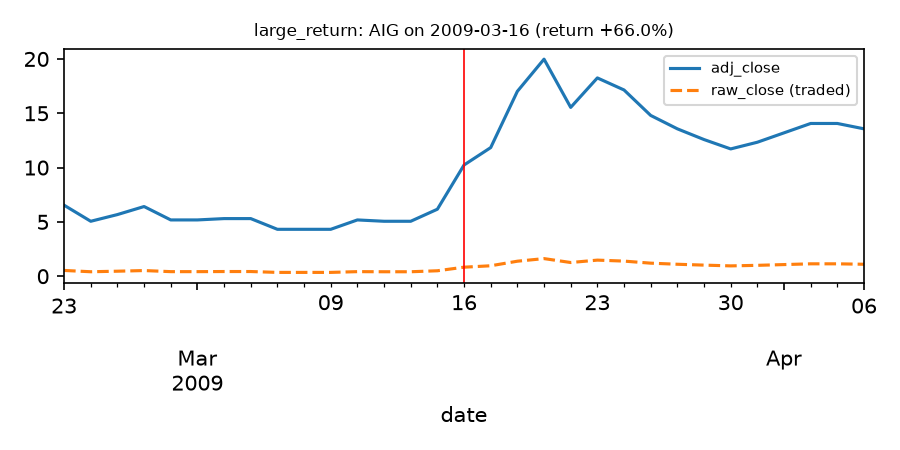 large_return: AIG on 2009-03-16 (return +66.0%)
adj_close
raw_close (traded)
20
15
10
5
0
23
09
16
23
30
06
Mar
2009
Apr
date